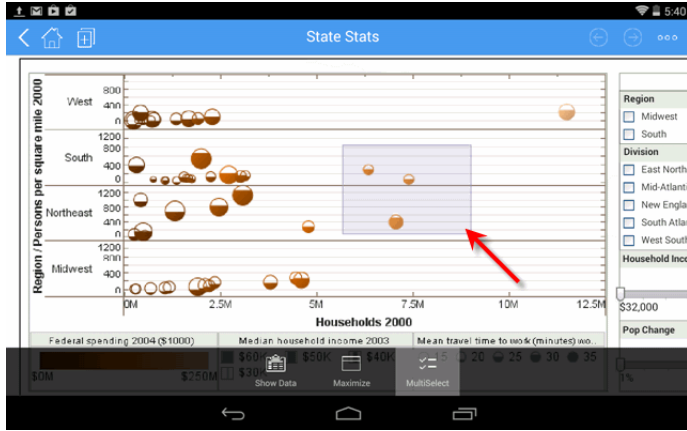 5:40
State Stats
Region / Persons per square mile 2000
West
800
400
0
South
1200
800
400
0
Northeast
1200
800
400
0
Midwest
1200
800
400
0
0M 2.5M 5M 7.5M 10M 12.5M
Households 2000
Federal spending 2004 ($1000)
$0M $250M
Median household income 2003
$60K $50K $40K
$30K
Mean travel time to work (minutes) wo...
15 20 25 30 35
Region
Midwest
South
Division
East North
Mid-Atlanti
New Engla
South Atla
West Sout
Household Inco
$32,000
Pop Change
1%
Show Data
Maximize
MultiSelect